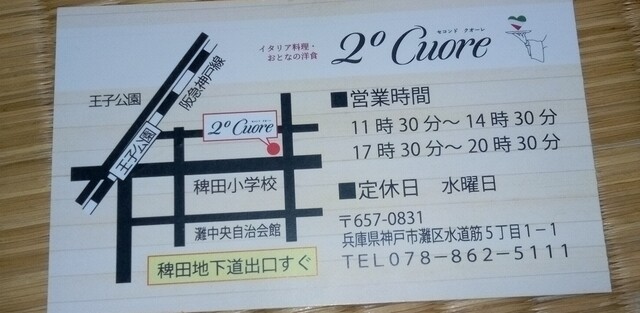 イタリア料理・
おとなの洋食
セコンド クオーレ
2º Cuore
王子公園
阪急神戸線
王子公園
2º Cuore
稗田小学校
灘中央自治会館
稗田地下道出口すぐ
■営業時間
11時30分～14時30分
17時30分～20時30分
■定休日 水曜日
〒657-0831
兵庫県神戸市灘区水道筋5丁目1-1
TEL078-862-5111